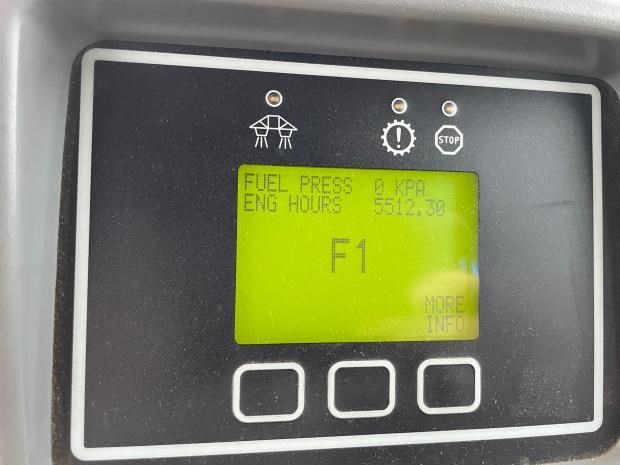 !
STOP
FUEL PRESS 0 KPA
ENG HOURS 5512.30
F1
MORE
INFO